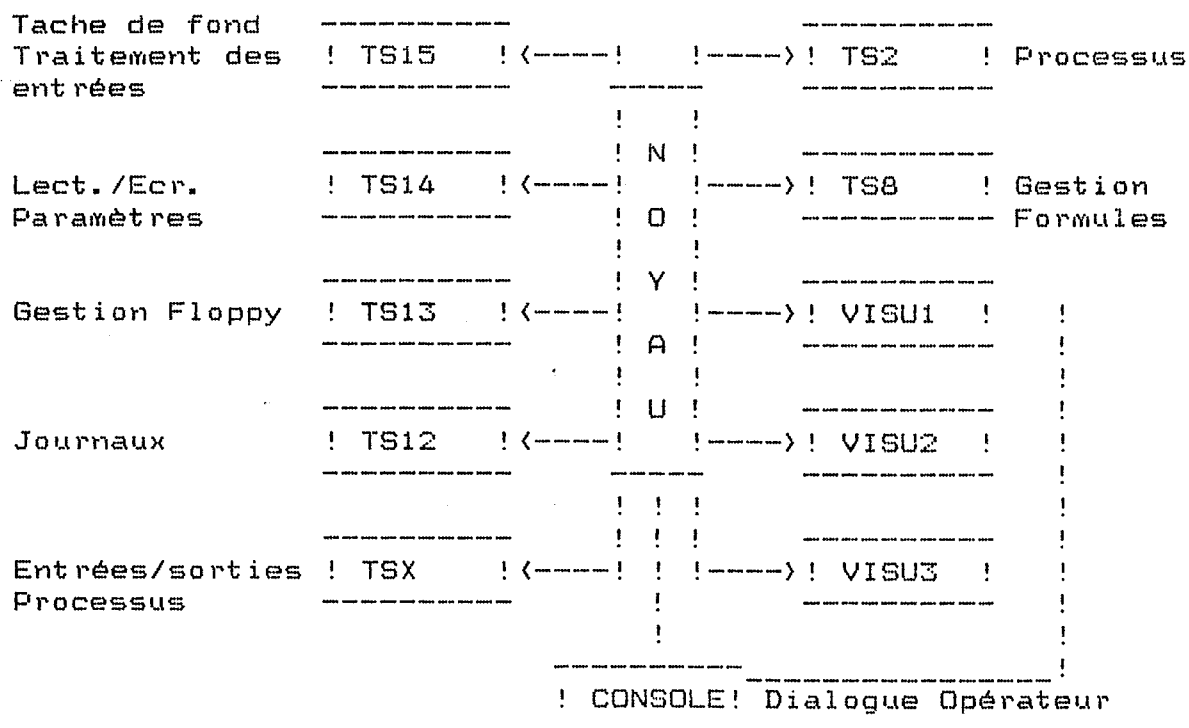 Tache de fond
Traitement des ! TS15 ! <----! !---->! TS2 ! Processus
entrées
N
Lect./Ecr. ! TS14 ! <----! !---->! TS8 ! Gestion
Paramètres O Formules
Y
Gestion Floppy ! TS13 ! <----! !---->! VISU1 !
A
U
Journaux ! TS12 ! <----! !---->! VISU2 !
Entrées/sorties ! TSX ! <----! ! !---->! VISU3 !
Processus
! CONSOLE! Dialogue Opérateur